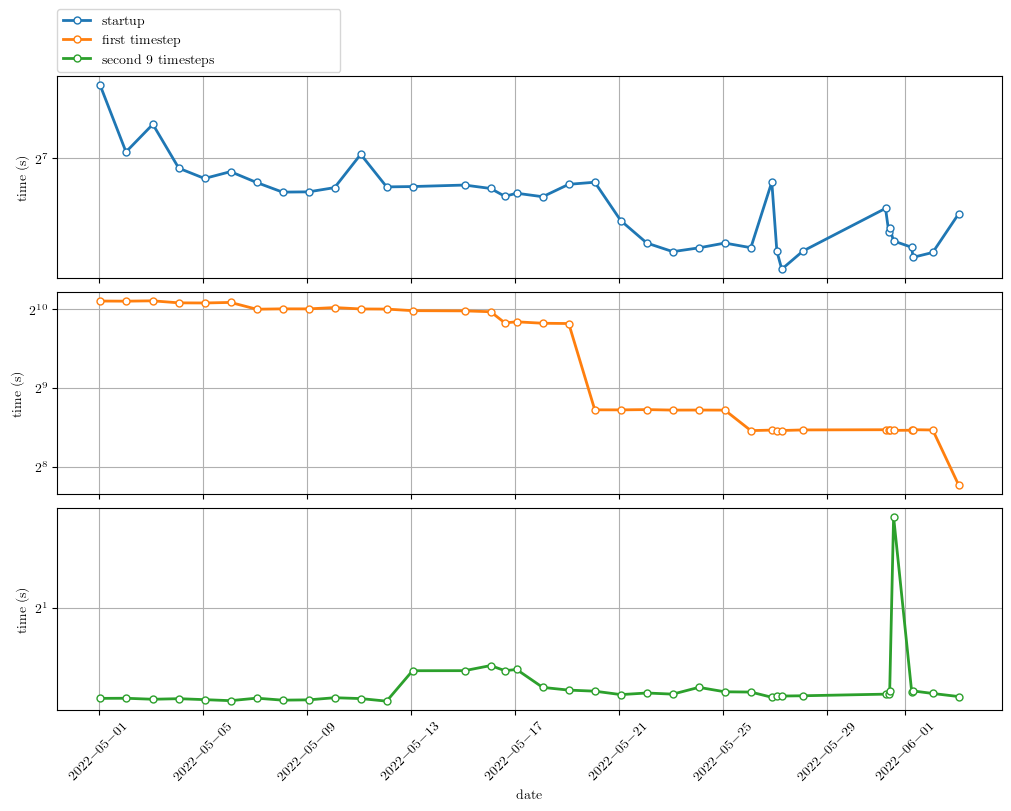 startup
first timestep
second 9 timesteps
time (s)
2^7
time (s)
2^10
2^9
2^8
time (s)
2^1
2022−05−01
2022−05−05
2022−05−09
2022−05−13
2022−05−17
2022−05−21
2022−05−25
2022−05−29
2022−06−01
date